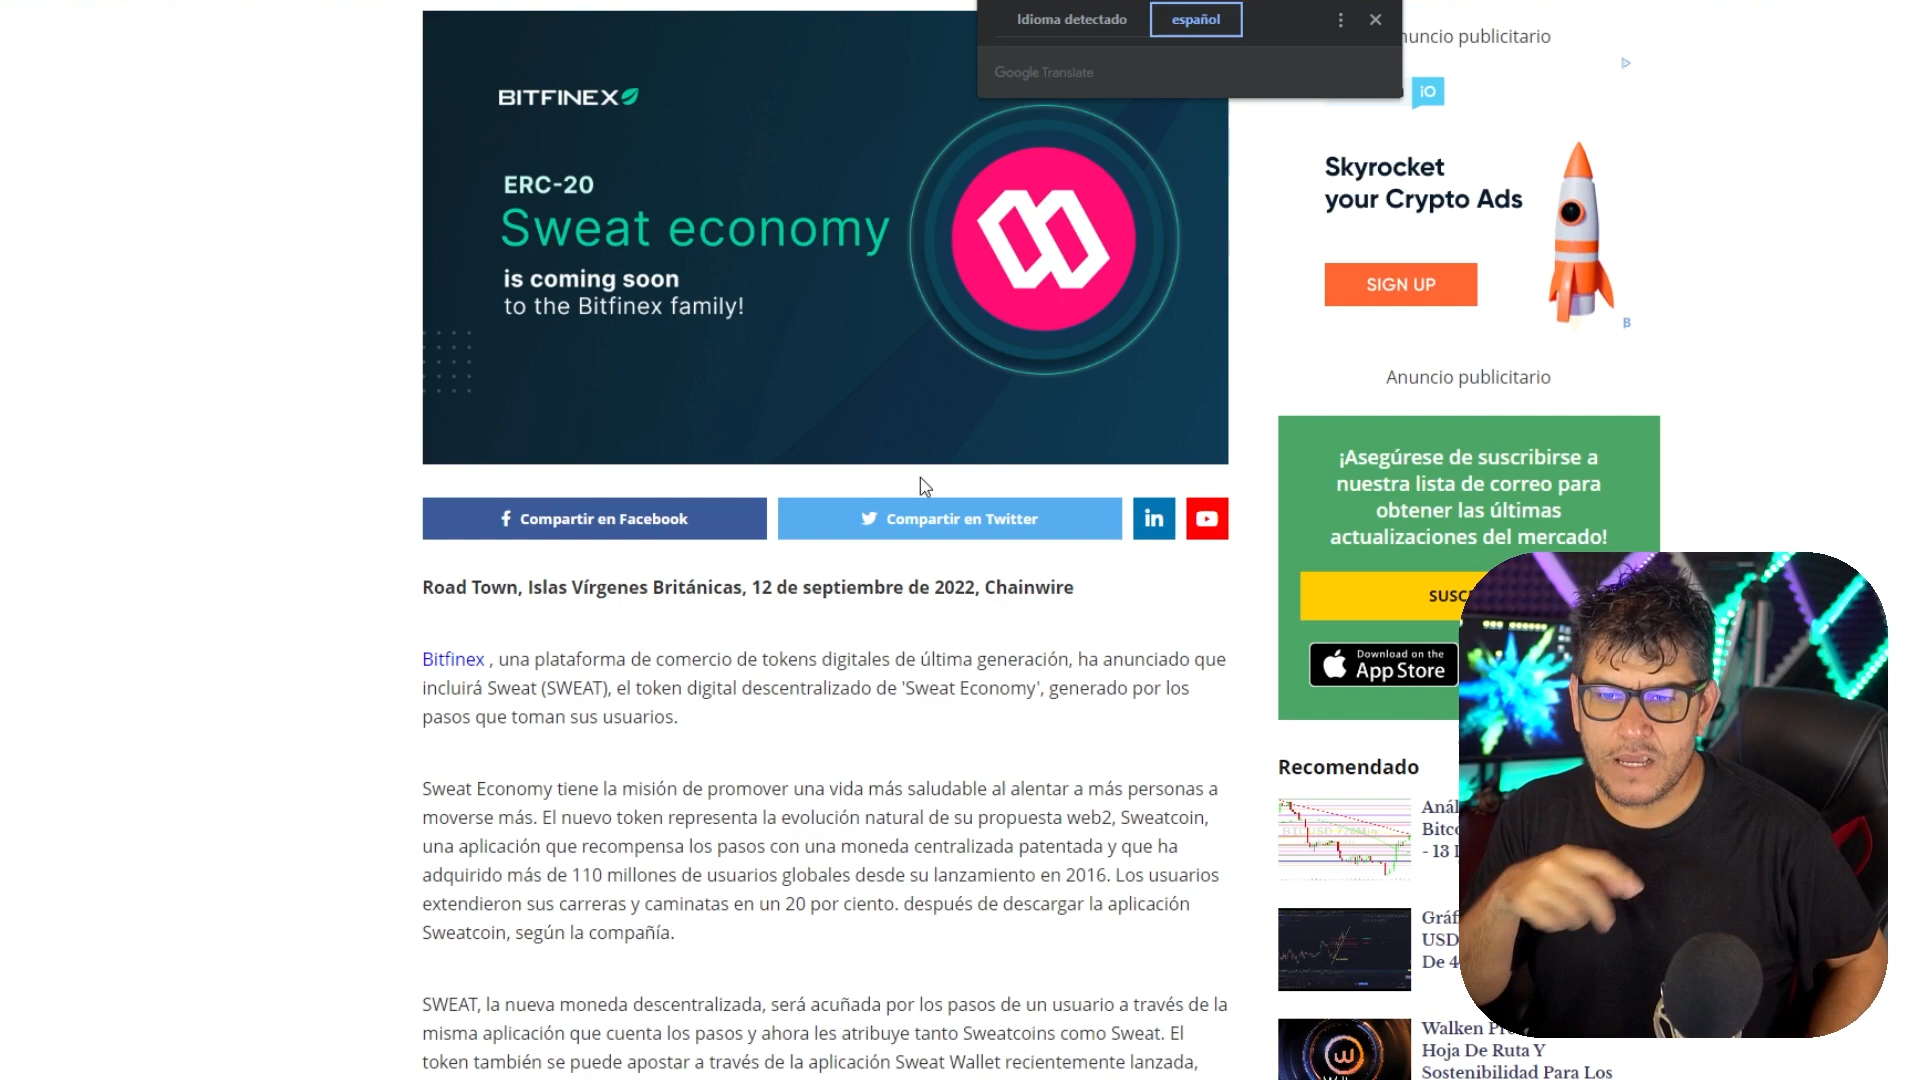 Idioma detectado
español
Google Translate
BITFINEX
ERC-20
Sweat economy
is coming soon
to the Bitfinex family!
Compartir en Facebook
Compartir en Twitter
in
Road Town, Islas Vírgenes Británicas, 12 de septiembre de 2022, Chainwire
Bitfinex , una plataforma de comercio de tokens digitales de última generación, ha anunciado que
incluirá Sweat (SWEAT), el token digital descentralizado de 'Sweat Economy', generado por los
pasos que toman sus usuarios.
Sweat Economy tiene la misión de promover una vida más saludable al alentar a más personas a
moverse más. El nuevo token representa la evolución natural de su propuesta web2, Sweatcoin,
una aplicación que recompensa los pasos con una moneda centralizada patentada y que ha
adquirido más de 110 millones de usuarios globales desde su lanzamiento en 2016. Los usuarios
extendieron sus carreras y caminatas en un 20 por ciento. después de descargar la aplicación
Sweatcoin, según la compañía.
SWEAT, la nueva moneda descentralizada, será acuñada por los pasos de un usuario a través de la
misma aplicación que cuenta los pasos y ahora les atribuye tanto Sweatcoins como Sweat. El
token también se puede apostar a través de la aplicación Sweat Wallet recientemente lanzada,
nuncio publicitario
iO
Skyrocket
your Crypto Ads
SIGN UP
Anuncio publicitario
¡Asegúrese de suscribirse a
nuestra lista de correo para
obtener las últimas
actualizaciones del mercado!
SUSC
Download on the
App Store
Recomendado
Anál
Bitco
- 13
Gráf
USD
De 4
Walken
Hoja De Ruta Y
Sostenibilidad Para Los